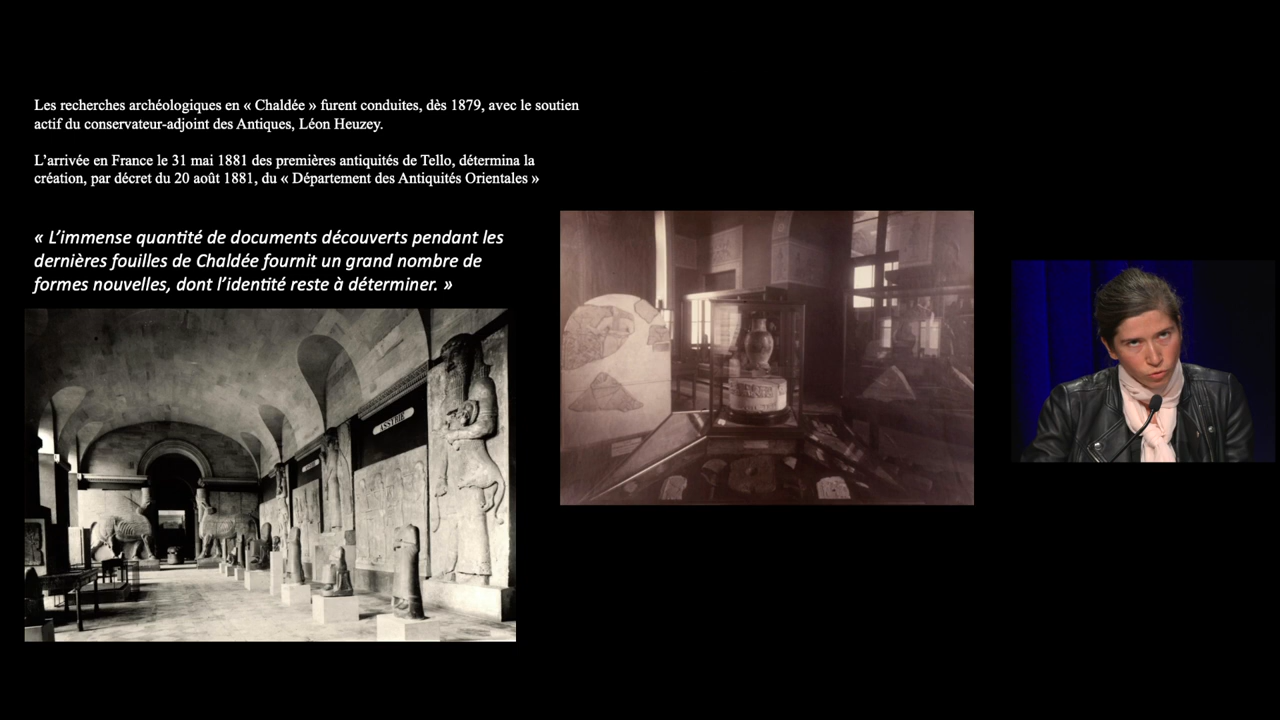 Les recherches archéologiques en « Chaldée » furent conduites, dès 1879, avec le soutien
actif du conservateur-adjoint des Antiques, Léon Heuzey.
L’arrivée en France le 31 mai 1881 des premières antiquités de Tello, détermina la
création, par décret du 20 août 1881, du « Département des Antiquités Orientales »
« L’immense quantité de documents découverts pendant les
dernières fouilles de Chaldée fournit un grand nombre de
formes nouvelles, dont l’identité reste à déterminer. »
ASSYRIE